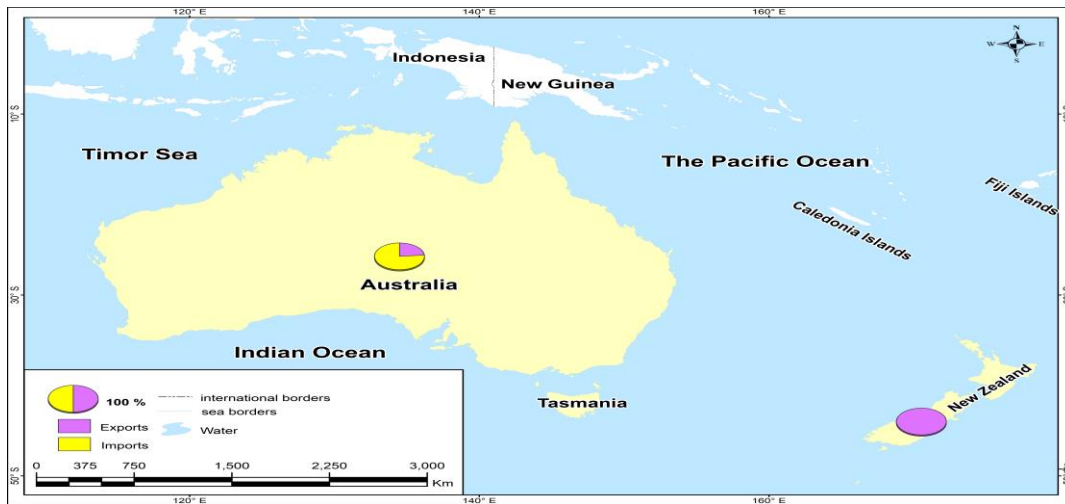 120° E 140° E 160° E
Indonesia
New Guinea
W N E
S
10° S
Timor Sea
The Pacific Ocean
Fiji Islands
Caledonia Islands
Australia
30° S
Indian Ocean
New Zealand
Tasmania
100 % international borders
sea borders
Exports
Water
Imports
0 375 750 1,500 2,250 3,000
Km
50° S
120° E 140° E 160° E